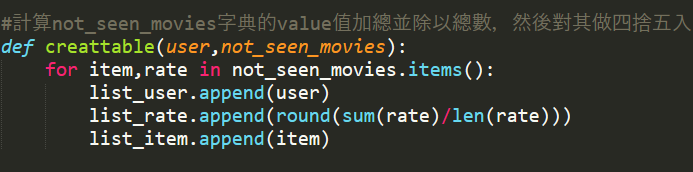 #計算not_seen_movies字典的value值加總並除以總數，然後對其做四捨五入
def creattable(user,not_seen_movies):
    for item,rate in not_seen_movies.items():
        list_user.append(user)
        list_rate.append(round(sum(rate)/len(rate)))
        list_item.append(item)